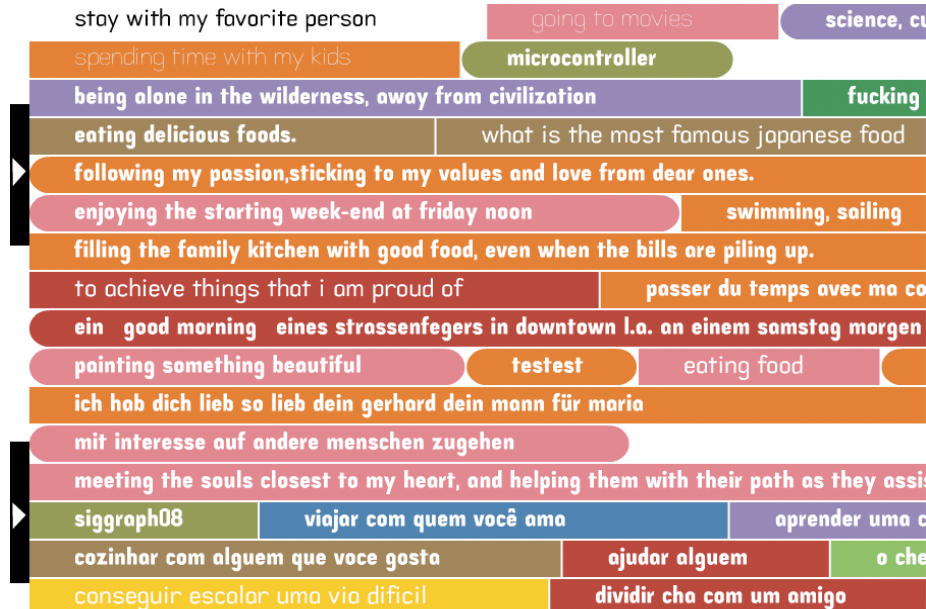 stay with my favorite person going to movies science, cu
spending time with my kids microcontroller
being alone in the wilderness, away from civilization fucking
eating delicious foods. what is the most famous japanese food
following my passion,sticking to my values and love from dear ones.
enjoying the starting week-end at friday noon swimming, sailing
filling the family kitchen with good food, even when the bills are piling up.
to achieve things that i am proud of passer du temps avec ma co
ein good morning eines strassenfegers in downtown l.a. an einem samstag morgen
painting something beautiful testest eating food
ich hab dich lieb so lieb dein gerhard dein mann für maria
mit interesse auf andere menschen zugehen
meeting the souls closest to my heart, and helping them with their path as they assis
siggraph08 viajar com quem você ama aprender uma c
cozinhar com alguem que voce gosta ajudar alguem o che
conseguir escalar uma via dificil dividir cha com um amigo